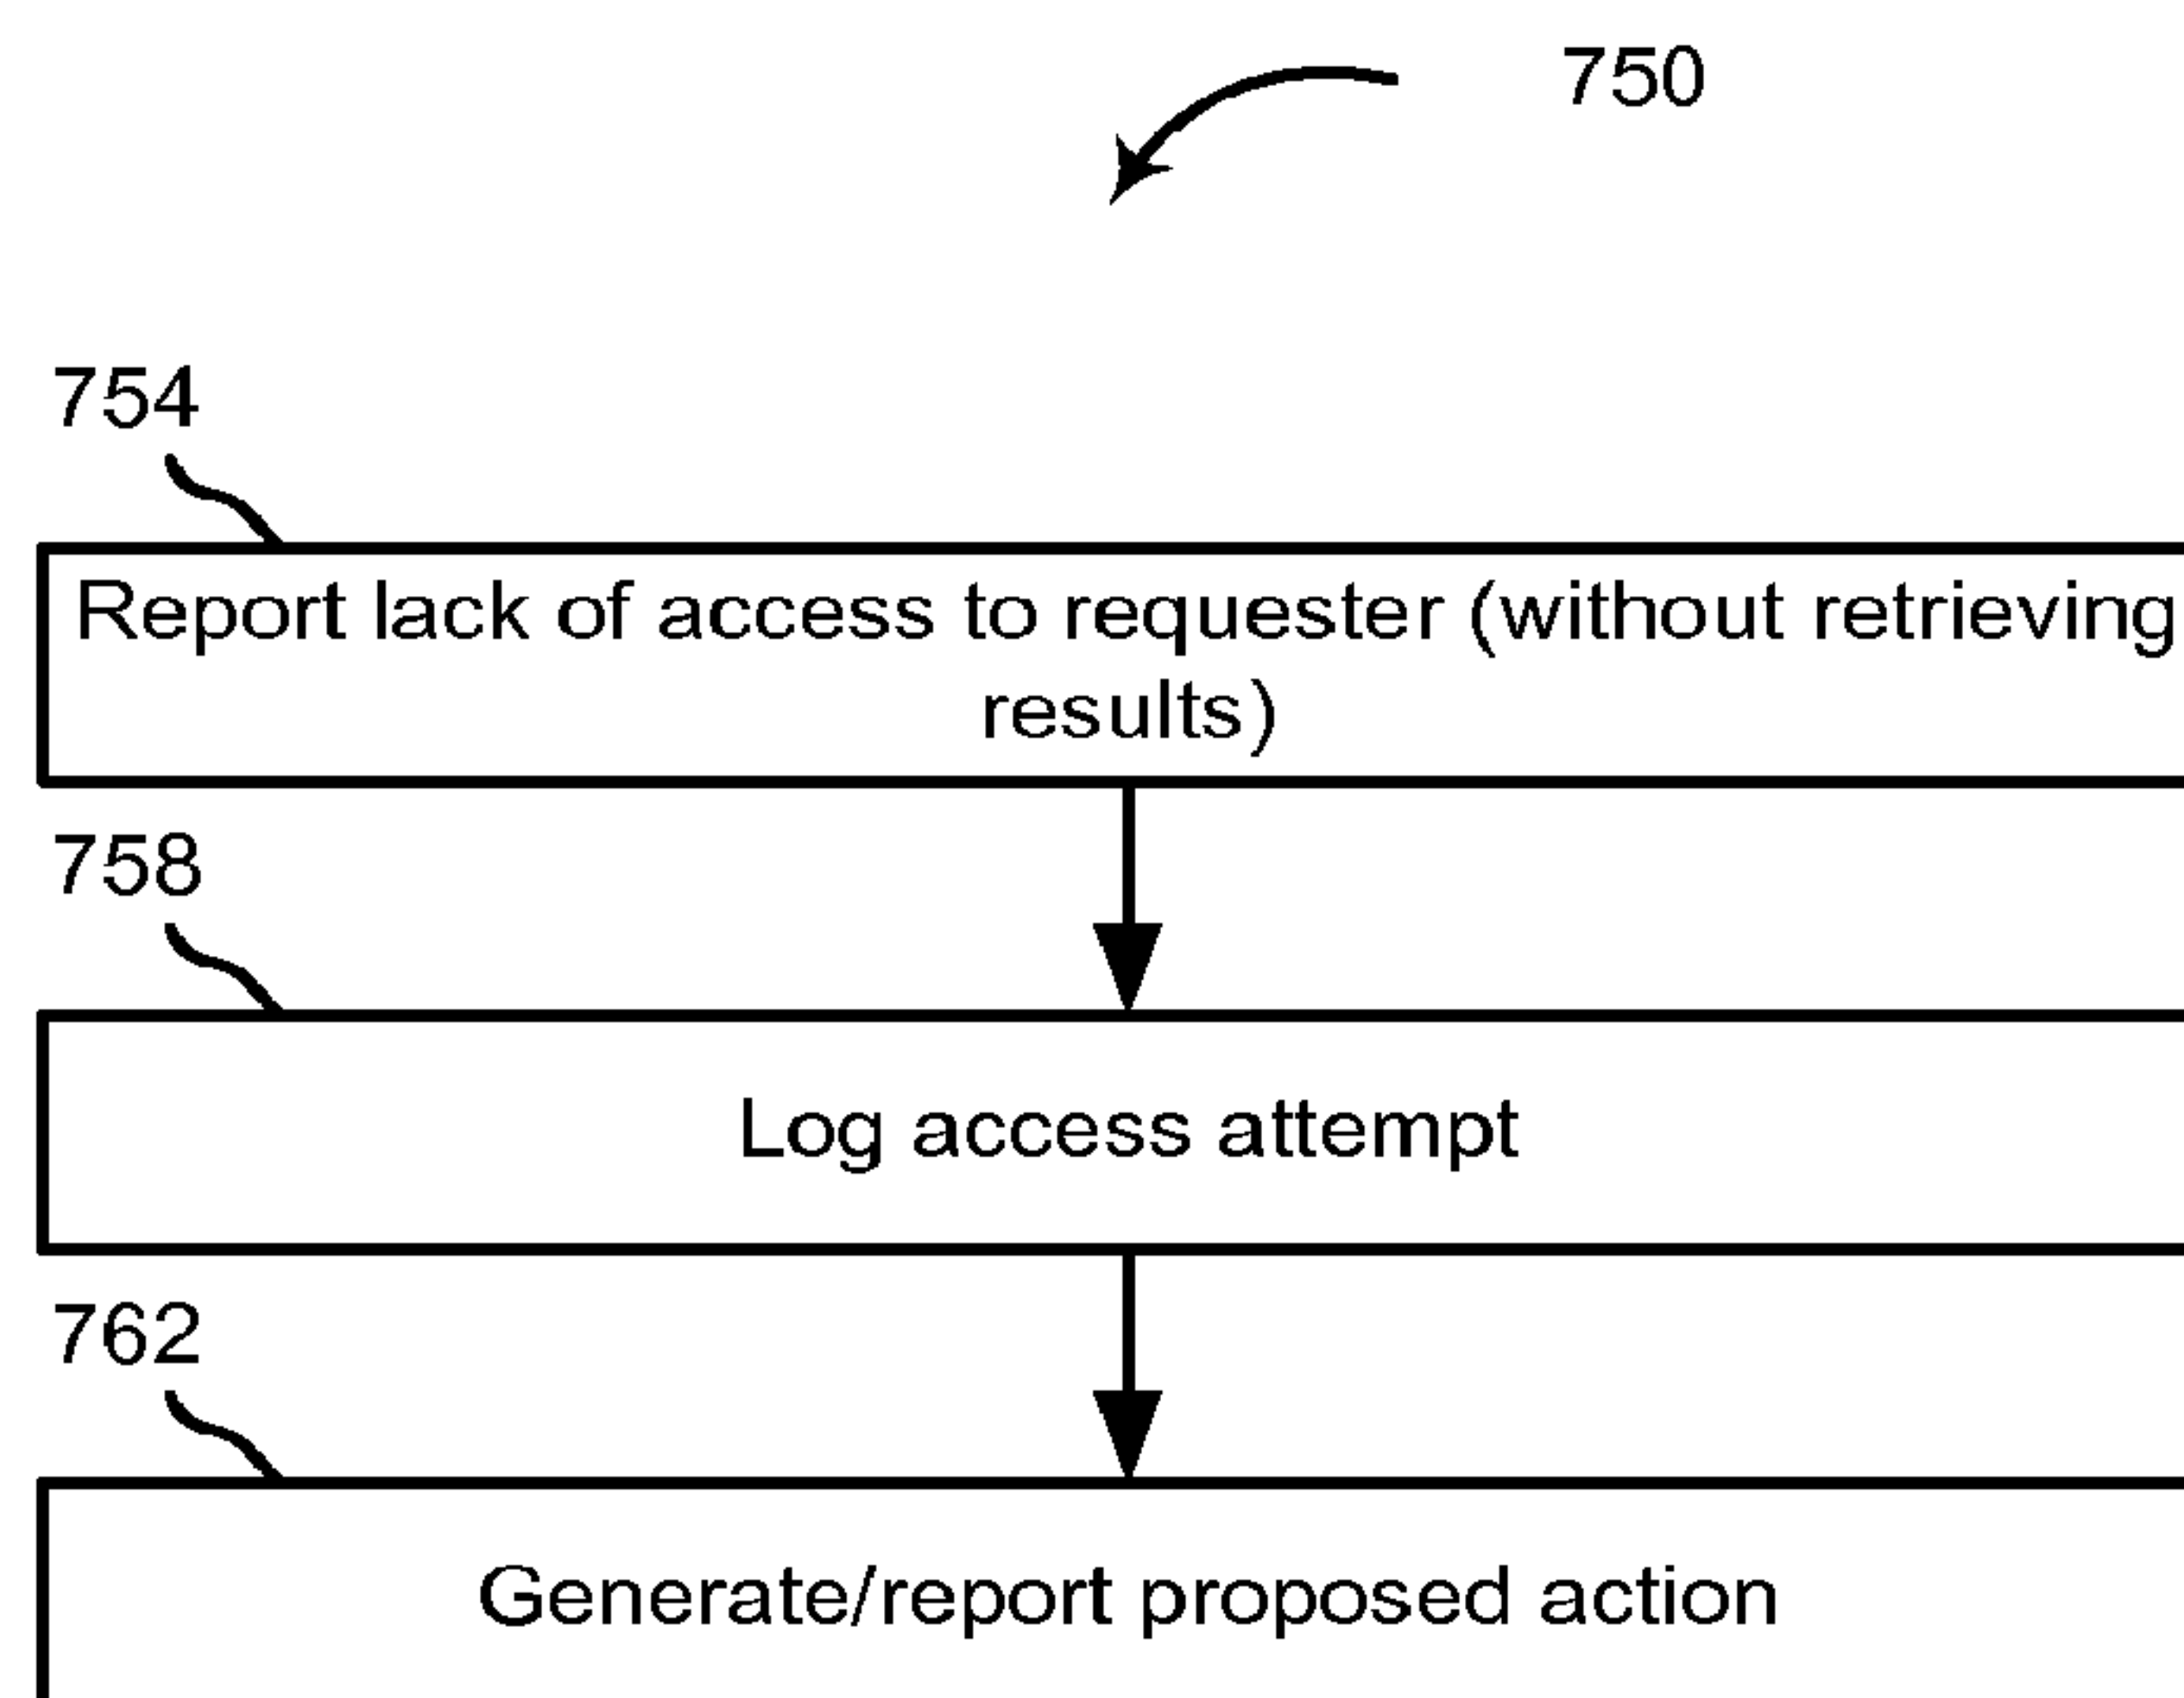 750
754
Report lack of access to requester (without retrieving
results)
758
Log access attempt
762
Generate/report proposed action